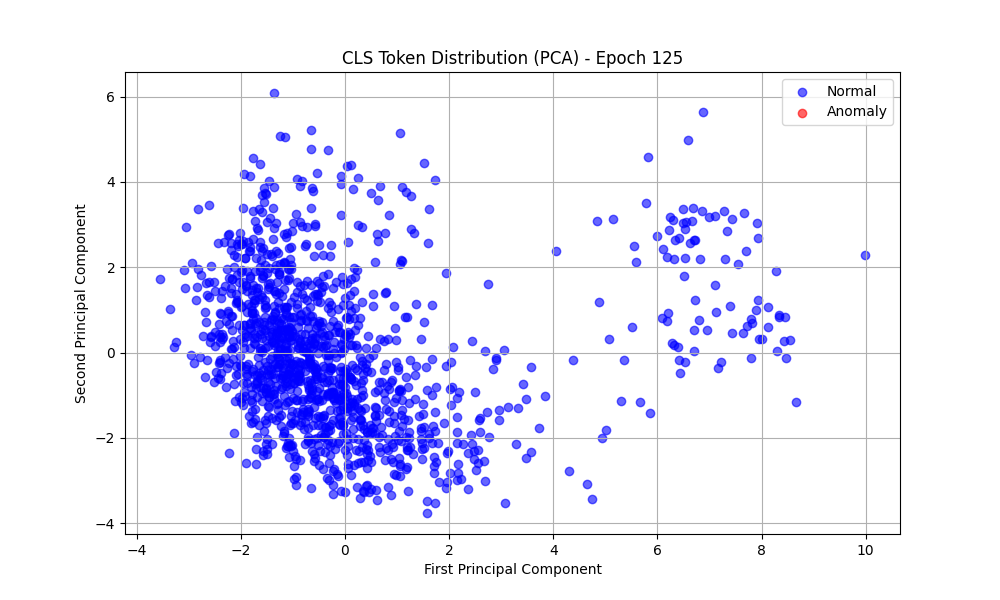 CLS Token Distribution (PCA) - Epoch 125
Normal
Anomaly
Second Principal Component
6
4
2
0
−2
−4
−4
−2
0
2
4
6
8
10
First Principal Component